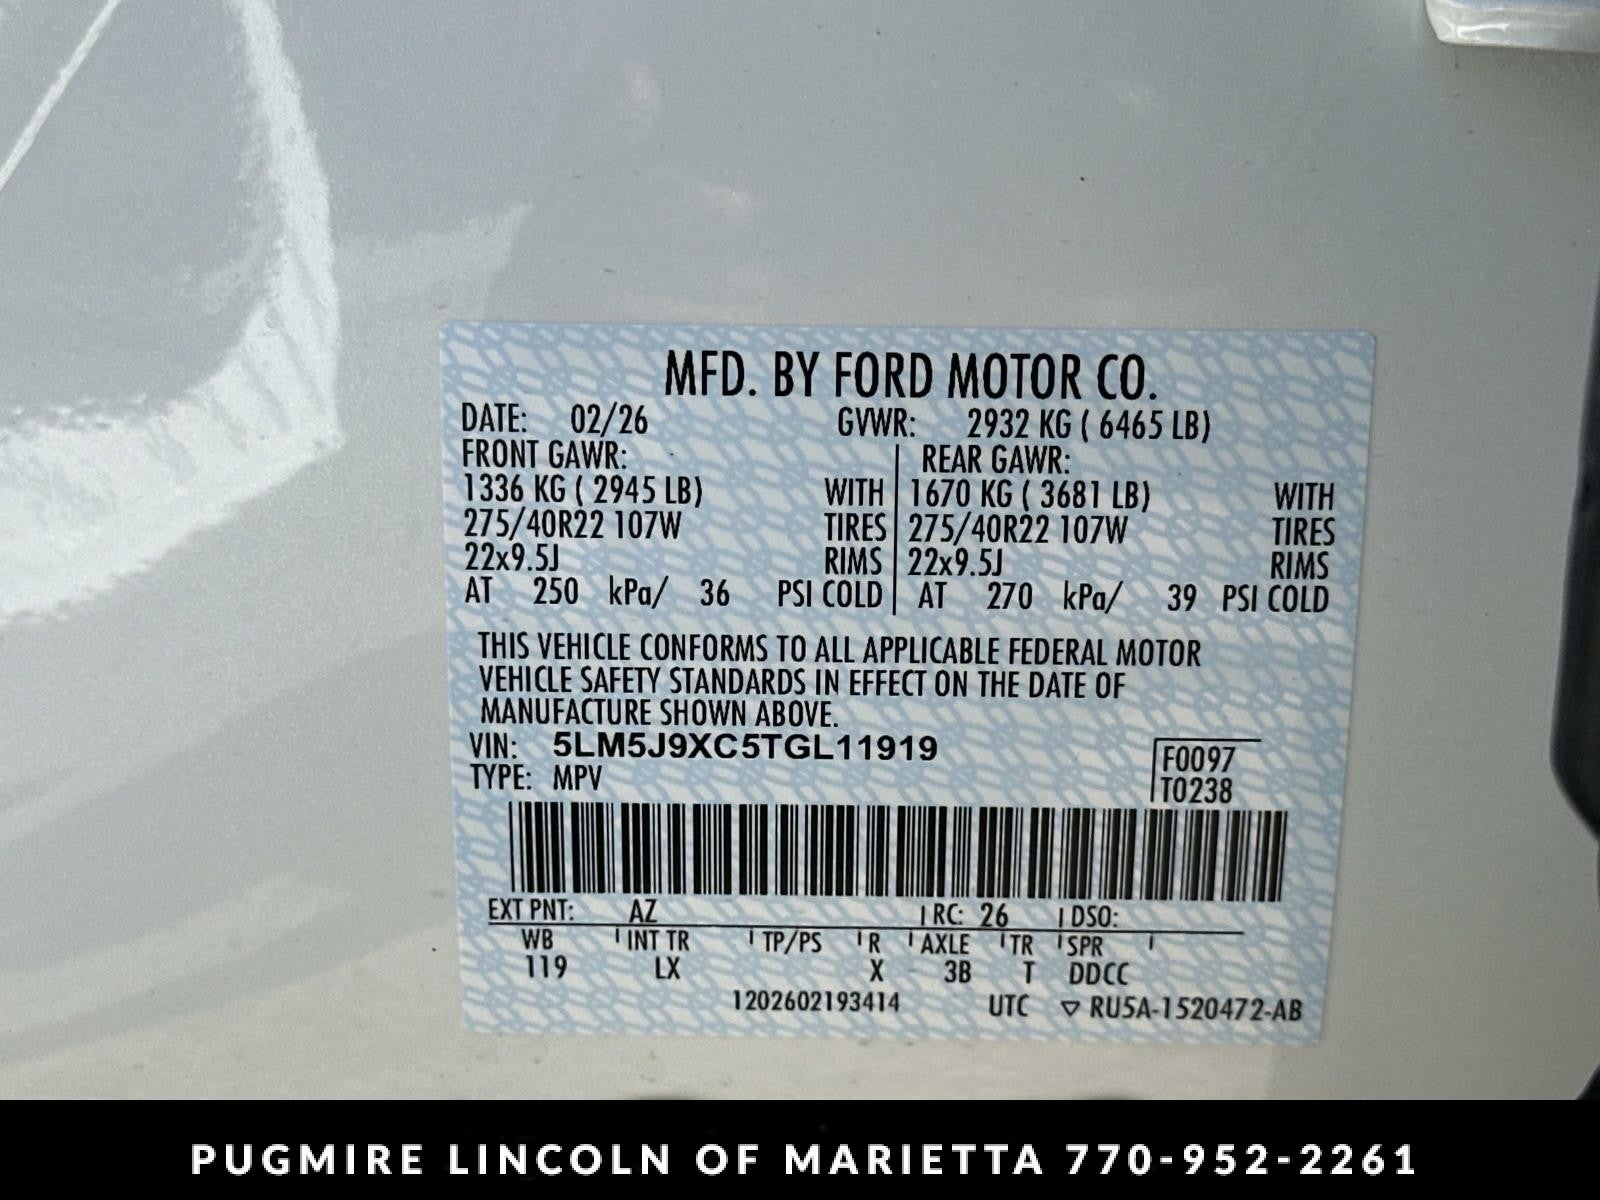 MFD. BY FORD MOTOR CO.
DATE: 02/26 GVWR: 2932 KG ( 6465 LB)
FRONT GAWR: REAR GAWR:
1336 KG ( 2945 LB) WITH 1670 KG ( 3681 LB) WITH
275/40R22 107W TIRES 275/40R22 107W TIRES
22x9.5J RIMS 22x9.5J RIMS
AT 250 kPa/ 36 PSI COLD AT 270 kPa/ 39 PSI COLD
THIS VEHICLE CONFORMS TO ALL APPLICABLE FEDERAL MOTOR
VEHICLE SAFETY STANDARDS IN EFFECT ON THE DATE OF
MANUFACTURE SHOWN ABOVE.
VIN: 5LM5J9XC5TGL11919 F0097
TYPE: MPV T0238
EXT PNT: AZ RC: 26 DSO:
WB INT TR TP/PS R AXLE TR SPR
119 LX X 3B T DDCC
1202602193414 UTC ▽ RU5A-1520472-AB
PUGMIRE LINCOLN OF MARIETTA 770-952-2261